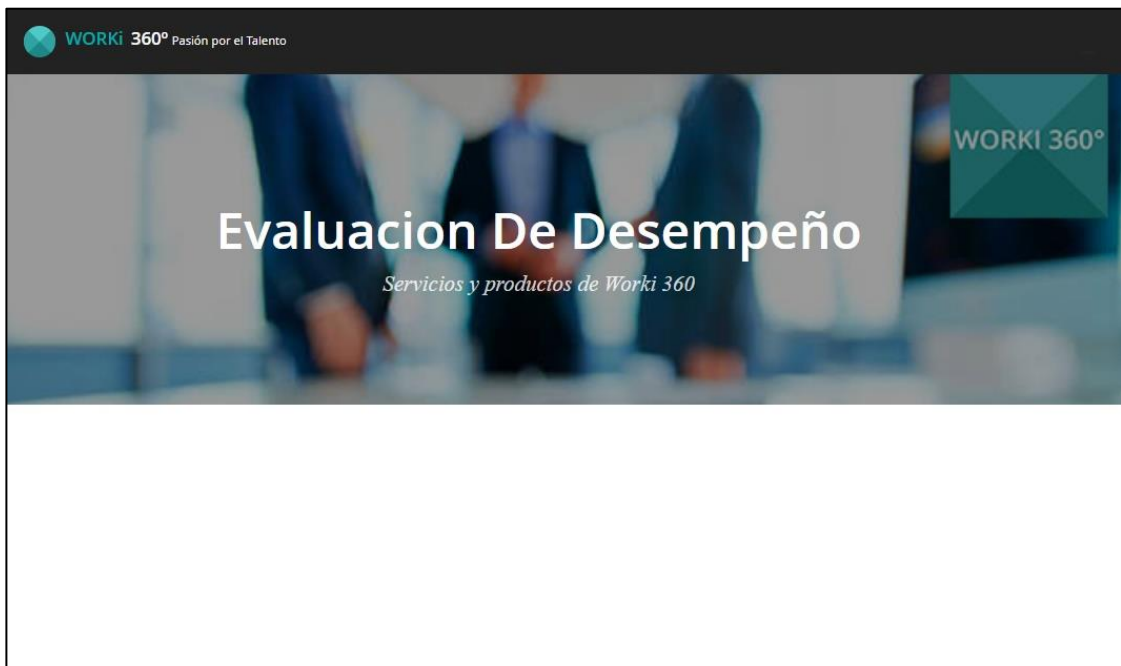 WORKi 360º Pasión por el Talento
WORKI 360°
Evaluacion De Desempeño
Servicios y productos de Worki 360